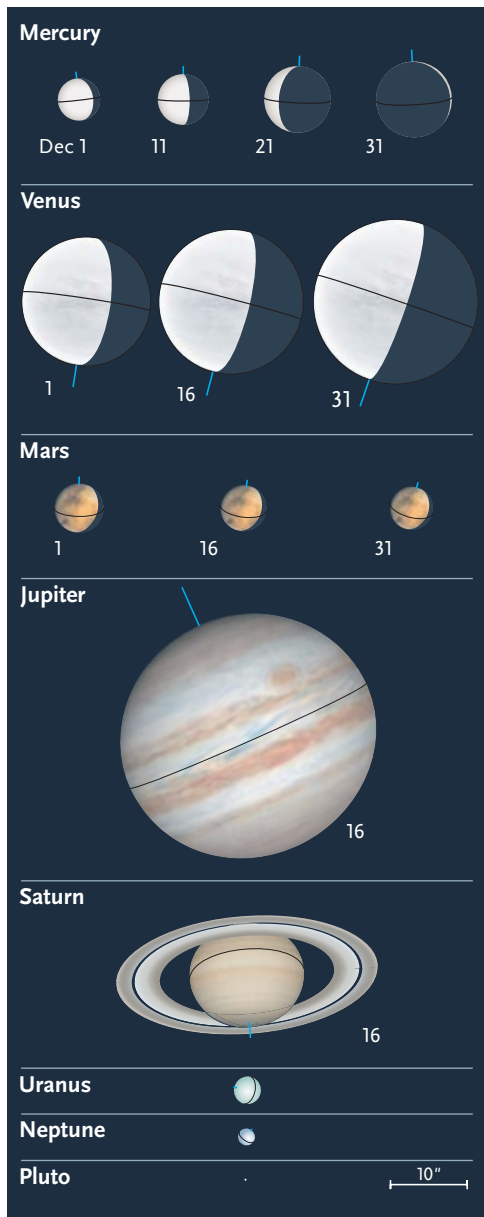 Mercury
Dec 1 11 21 31
Venus
1 16 31
Mars
1 16 31
Jupiter
16
Saturn
16
Uranus
Neptune
Pluto 10"